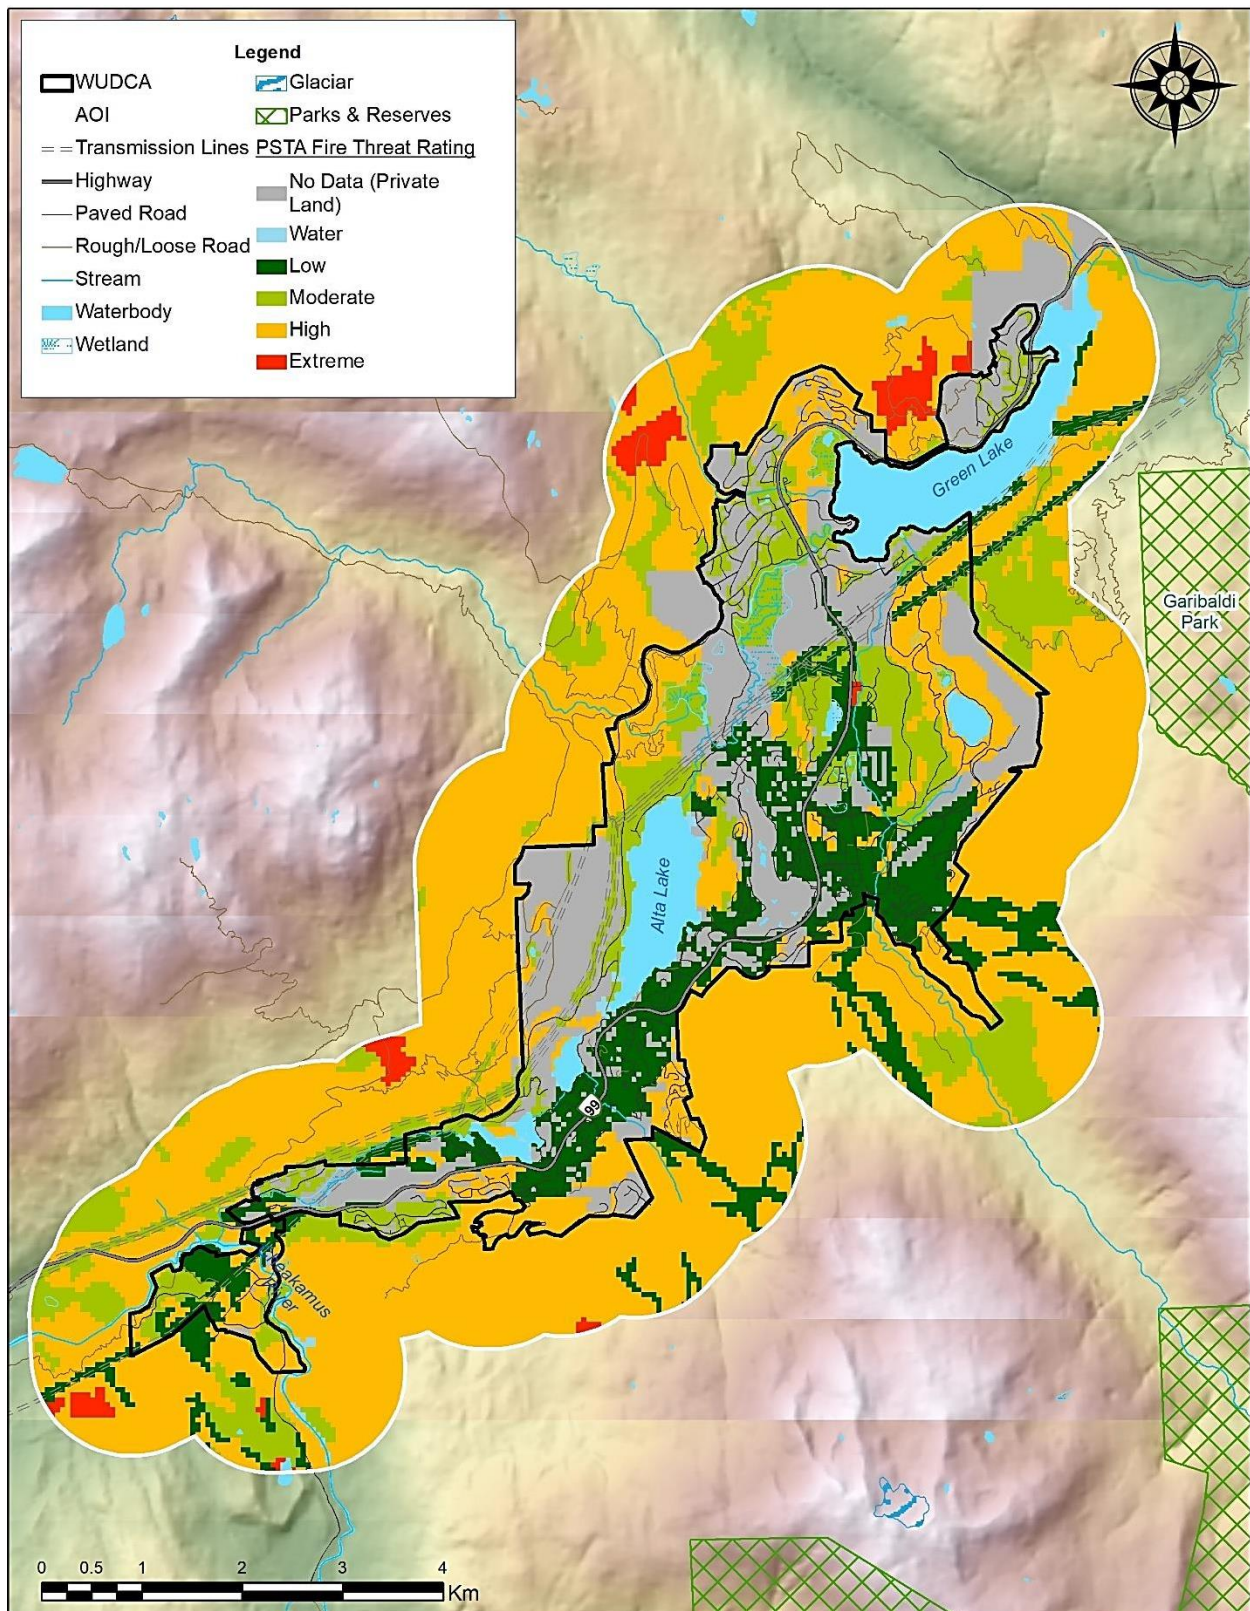 Legend
WUDCA
AOI
Transmission Lines
Highway
Paved Road
Rough/Loose Road
Stream
Waterbody
Wetland
Glaciar
Parks & Reserves
PSTA Fire Threat Rating
No Data (Private
Land)
Water
Low
Moderate
High
Extreme
Green Lake
Garibaldi
Park
Alta Lake
99
River
0 0.5 1 2 3 4
Km